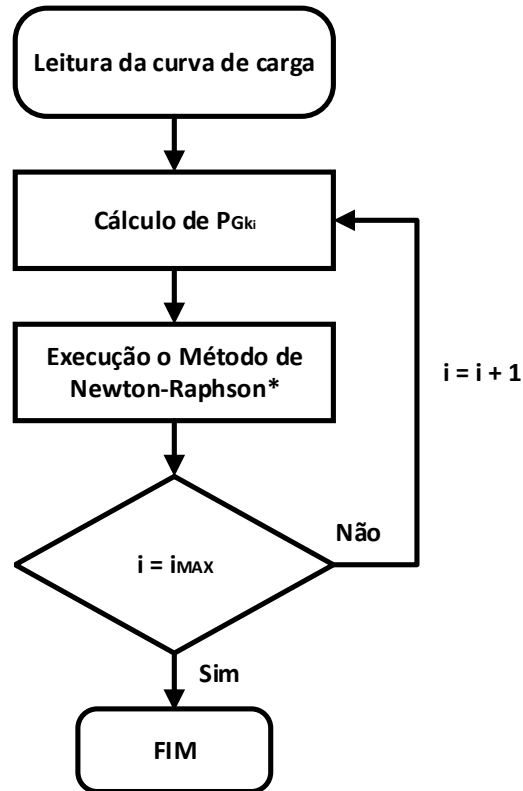 Leitura da curva de carga
Cálculo de PGki
Execução o Método de
Newton-Raphson*
i = i + 1
Não
i = iMAX
Sim
FIM